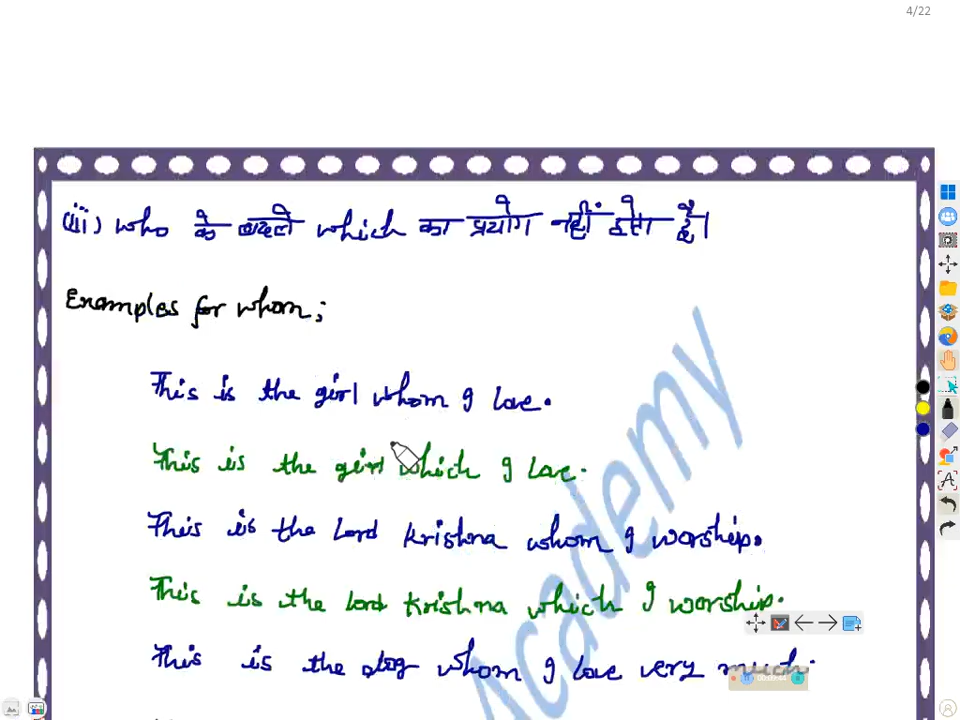 4/22
(iii) who के बदले which का प्रयोग नहीं होता है।
Examples for whom;
This is the girl whom I love.
This is the girl which I love.
This is the Lord Krishna whom I worship.
This is the Lord Krishna which I worship.
This is the dog whom I love very much.
Academy